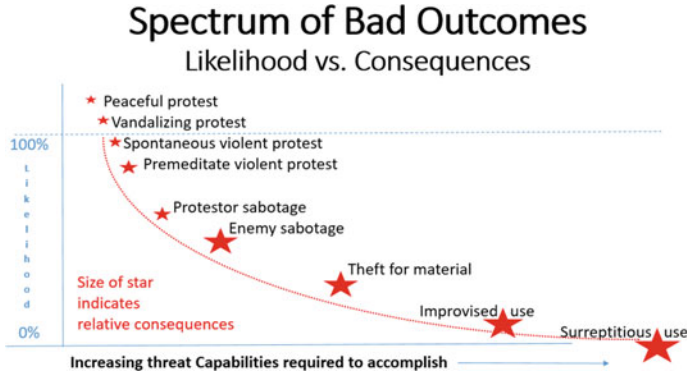 Spectrum of Bad Outcomes
Likelihood vs. Consequences
Peaceful protest
Vandalizing protest
100%
Spontaneous violent protest
Premeditate violent protest
Likelihood
Protestor sabotage
Enemy sabotage
Theft for material
Size of star
indicates
relative consequences
Improvised use
0%
Surreptitious use
Increasing threat Capabilities required to accomplish